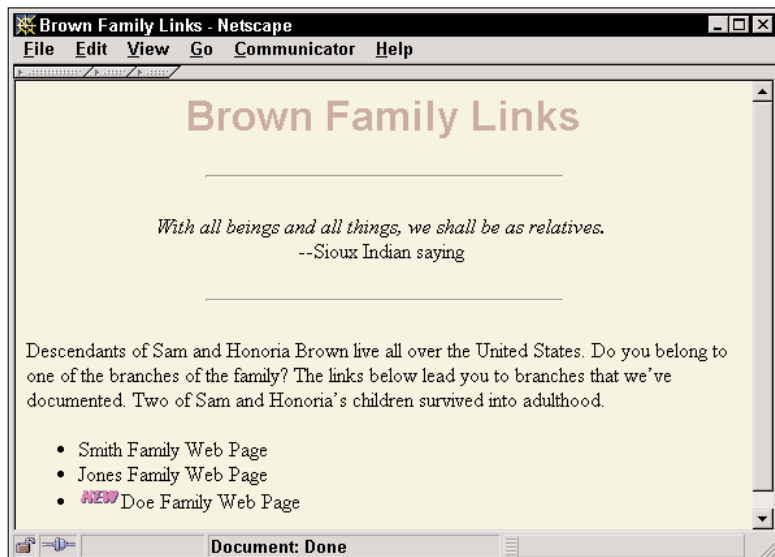 Brown Family Links - Netscape
File Edit View Go Communicator Help
Brown Family Links
With all beings and all things, we shall be as relatives.
--Sioux Indian saying
Descendants of Sam and Honoria Brown live all over the United States. Do you belong to
one of the branches of the family? The links below lead you to branches that we've
documented. Two of Sam and Honoria's children survived into adulthood.
• Smith Family Web Page
• Jones Family Web Page
• NEW Doe Family Web Page
Document: Done